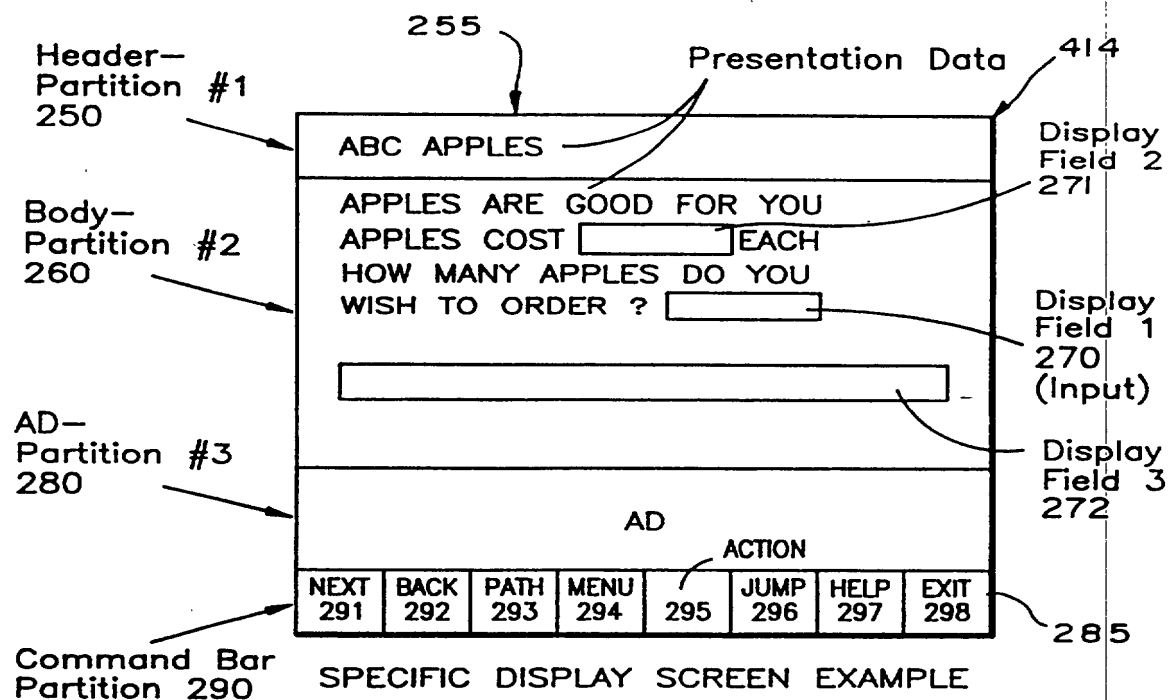 255
Header—
Partition #1
250
Presentation Data
414
ABC APPLES
Display
Field 2
271
Body—
Partition #2
260
APPLES ARE GOOD FOR YOU
APPLES COST EACH
HOW MANY APPLES DO YOU
WISH TO ORDER ?
Display
Field 1
270
(Input)
AD—
Partition #3
280
Display
Field 3
272
AD
ACTION
NEXT BACK PATH MENU JUMP HELP EXIT
291 292 293 294 295 296 297 298
285
Command Bar
Partition 290
SPECIFIC DISPLAY SCREEN EXAMPLE